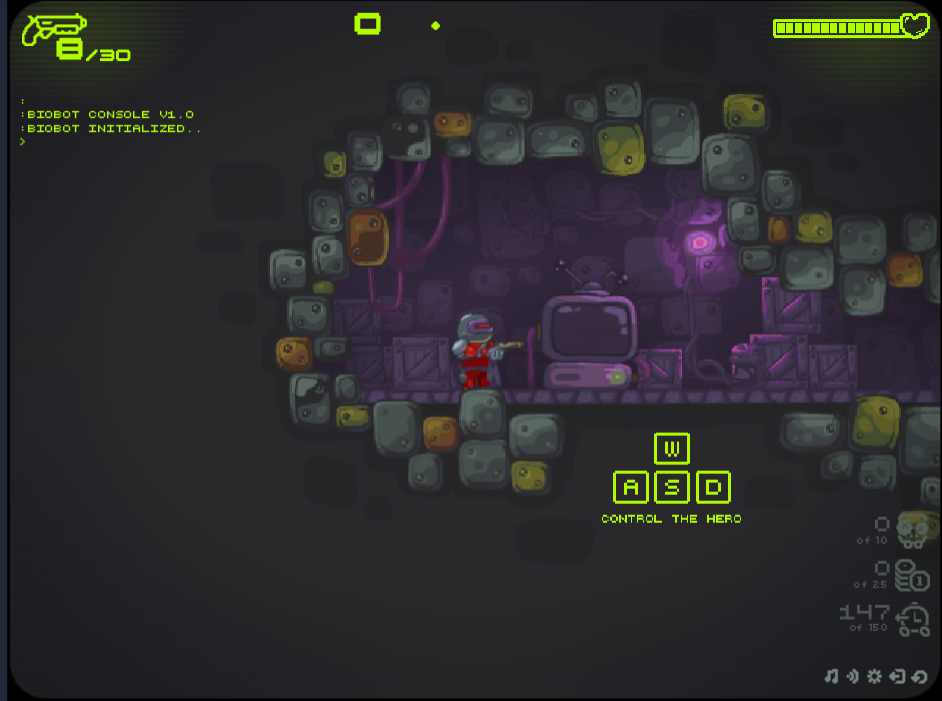 8/30
:
:BIOBOT CONSOLE V1.0
:BIOBOT INITIALIZED..
>
W
A S D
CONTROL THE HERO
0
of 10
0
of 25
1
147
of 150